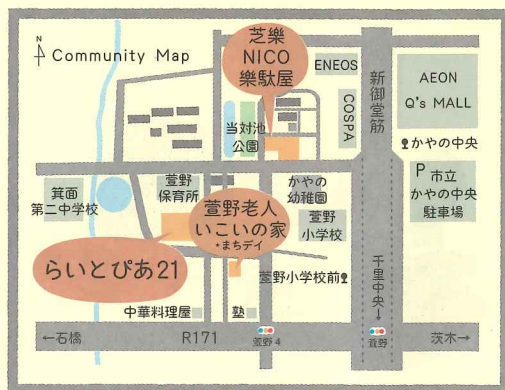 N
Community Map
芝樂
NICO
樂駄屋
ENEOS
COSPA
新御堂筋
AEON
Q's MALL
かやの中央
P 市立
かやの中央
駐車場
当対池
公園
箕面
第二中学校
萱野
保育所
かやの
幼稚園
萱野
小学校
萱野老人
いこいの家
・まちデイ
らいとぴあ21
萱野小学校前
千里中央→
中華料理屋
塾
←石橋
R171
萱野4
萱野
茨木→